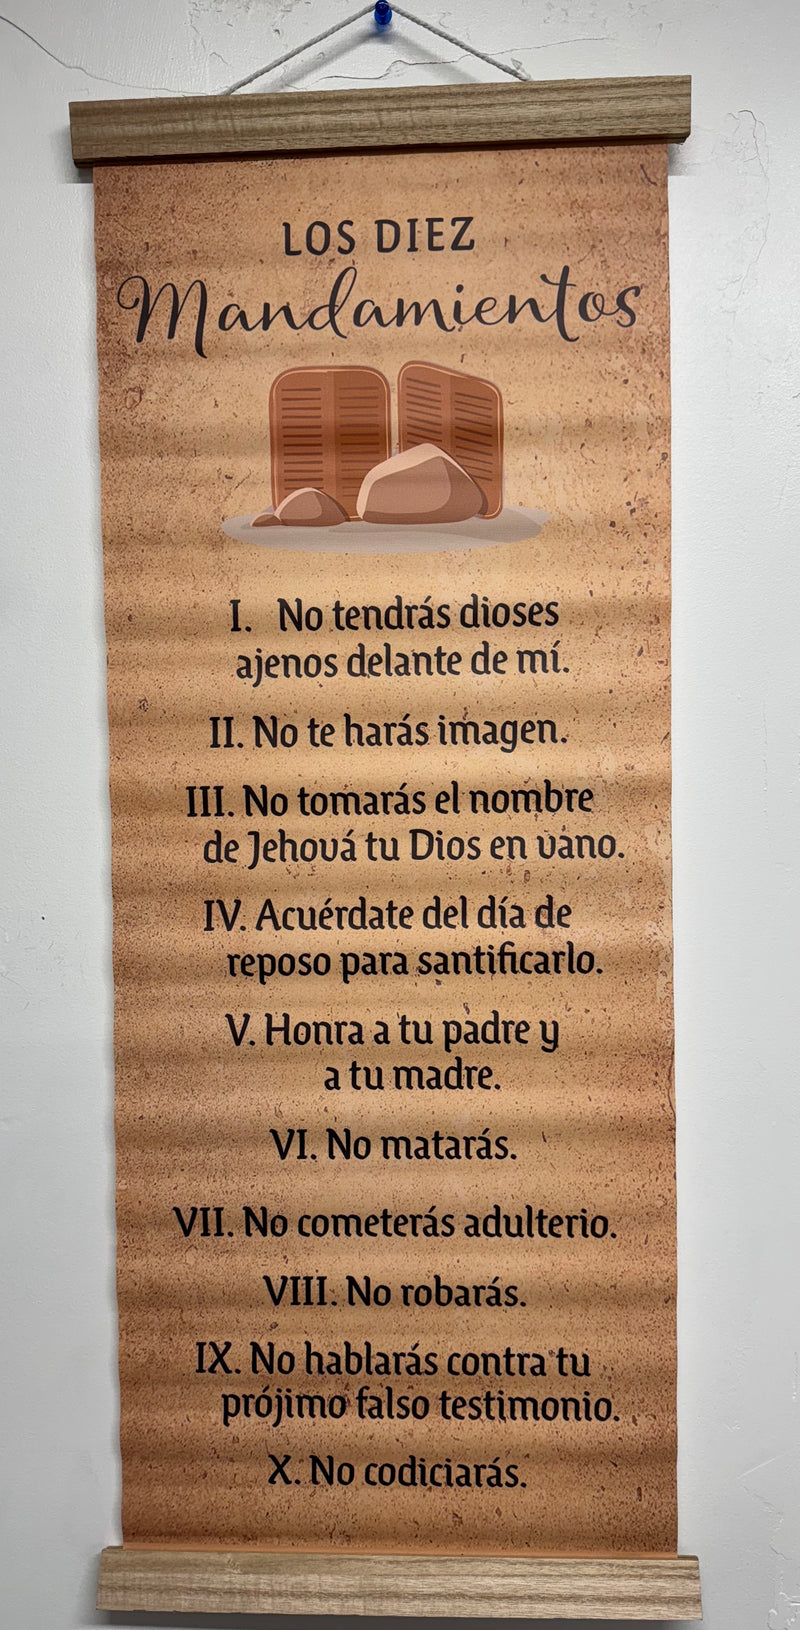 LOS DIEZ
Mandamientos
I. No tendrás dioses
ajenos delante de mí.
II. No te harás imagen.
III. No tomarás el nombre
de Jehová tu Dios en vano.
IV. Acuérdate del día de
reposo para santificarlo.
V. Honra a tu padre y
a tu madre.
VI. No matarás.
VII. No cometerás adulterio.
VIII. No robarás.
IX. No hablarás contra tu
prójimo falso testimonio.
X. No codiciarás.